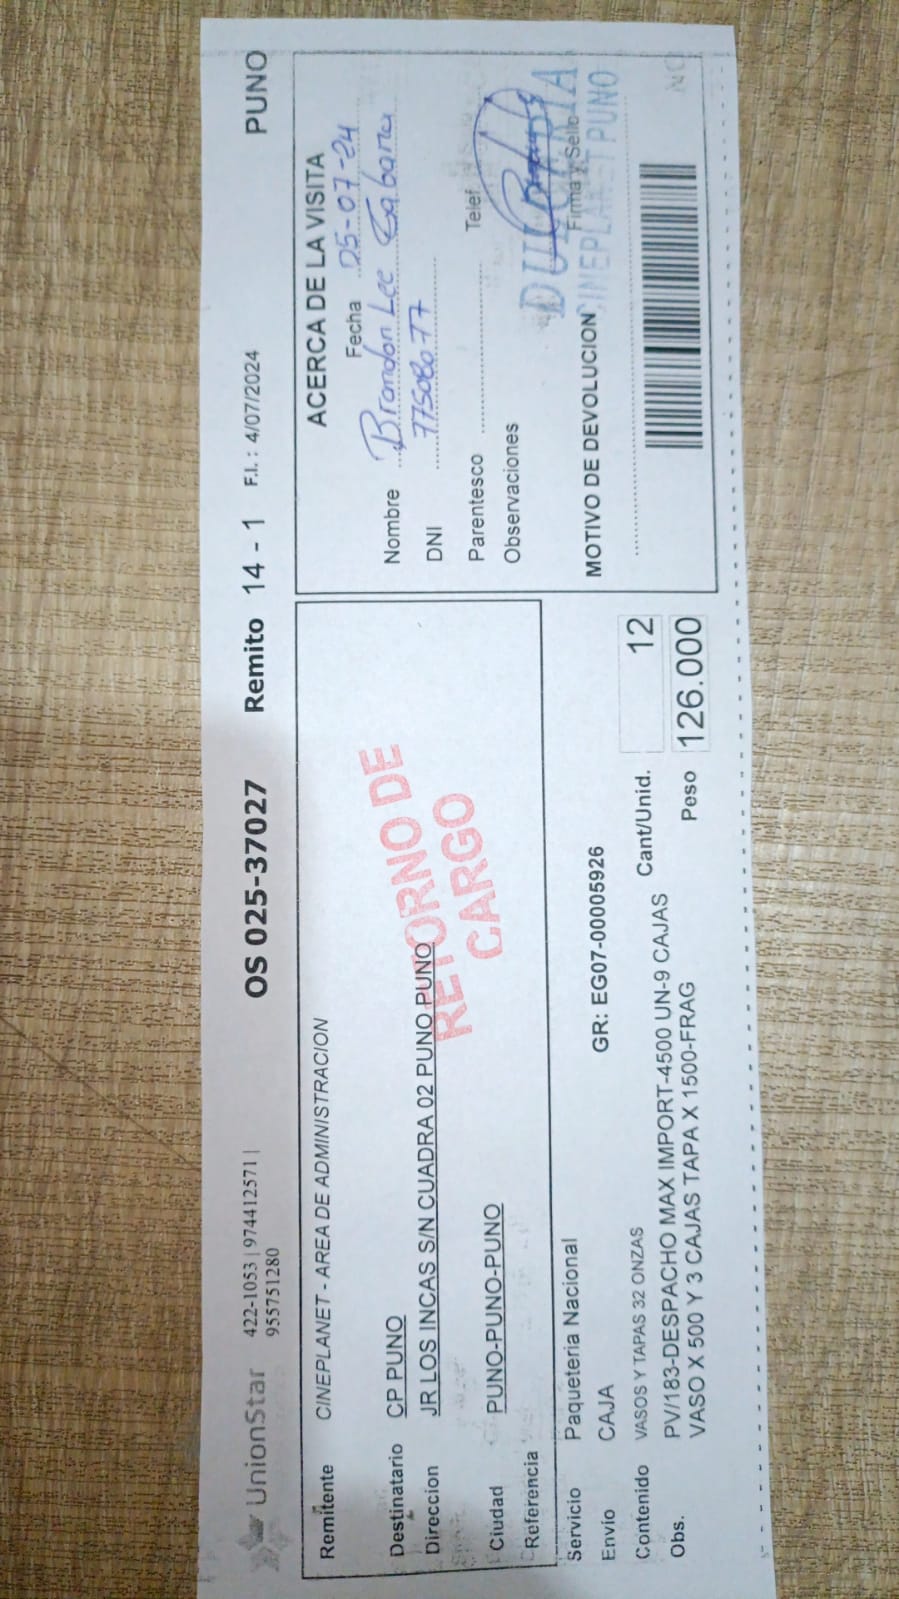 UnionStar 422-1053 | 974412571 |
955751280
OS 025-37027 Remito 14 - 1 F.I. : 4/07/2024 PUNO
Remitente CINEPLANET - AREA DE ADMINISTRACION
Destinatario CP PUNO
Direccion JR LOS INCAS S/N CUADRA 02 PUNO PUNO
Ciudad PUNO-PUNO-PUNO
Referencia
RETORNO DE
CARGO
Servicio Paqueteria Nacional
Envio CAJA GR: EG07-00005926
Contenido VASOS Y TAPAS 32 ONZAS Cant/Unid. 12
Obs. PV/183-DESPACHO MAX IMPORT-4500 UN-9 CAJAS
VASO X 500 Y 3 CAJAS TAPA X 1500-FRAG Peso 126.000
ACERCA DE LA VISITA
Fecha 05-07-24
Nombre Brandon Lee
DNI 77508077
Parentesco Telef
Observaciones
Firma y Sello
DULCERIA
CINEPLANET PUNO
MOTIVO DE DEVOLUCION